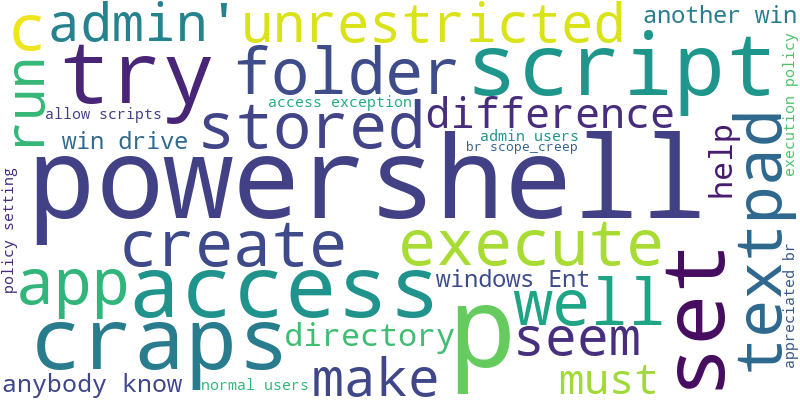 c admin' unrestricted another win
run try folder script
allow scripts access exception
win drive stored difference
admin users
br scope_creep
powershell help textpad execution policy
policy setting create execute set
app access windows Ent well
craps directory p seem appreciated br
anybody know normal users make must